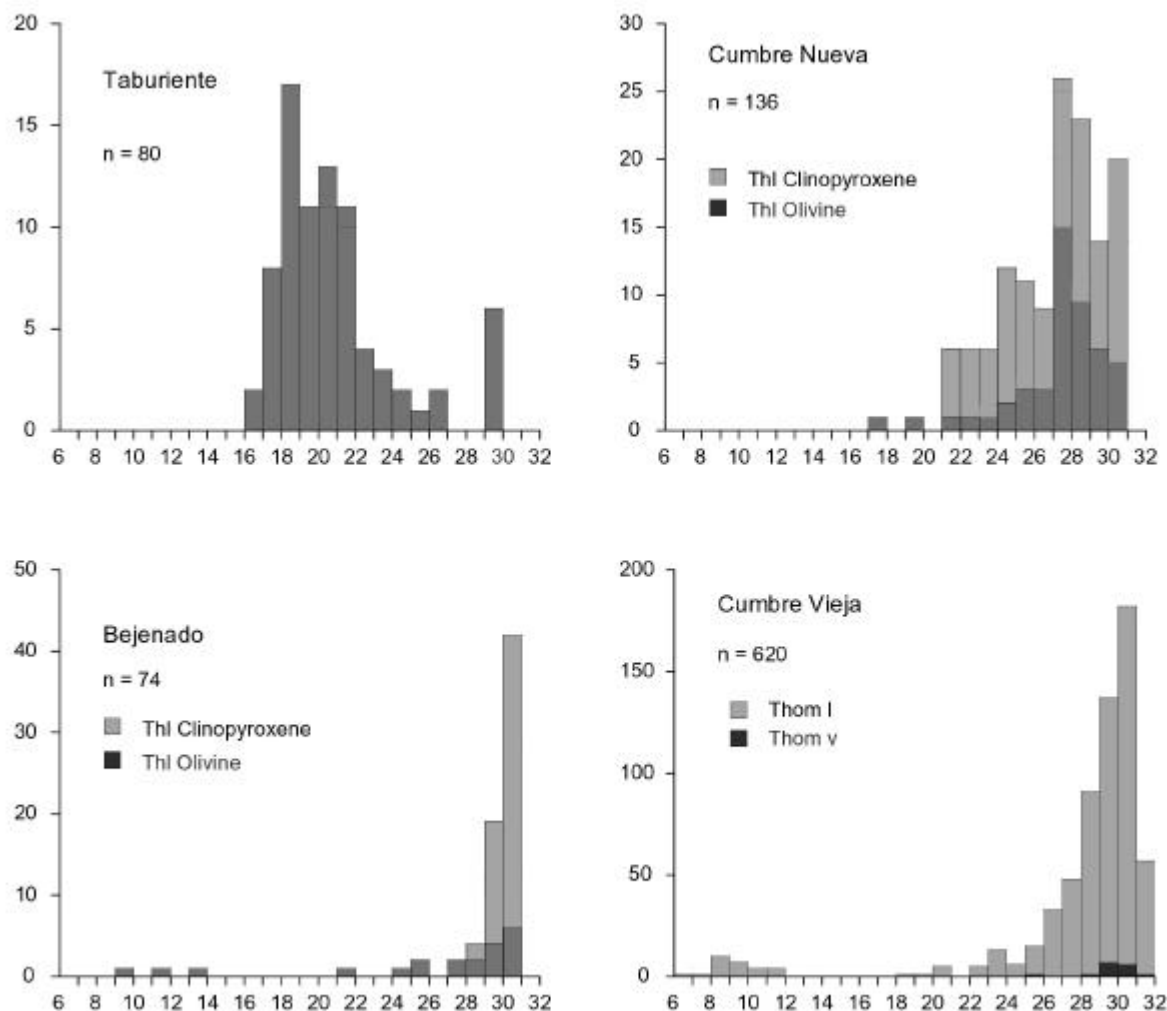 20
15
10
5
0
Taburiente
n = 80
6 8 10 12 14 16 18 20 22 24 26 28 30 32
30
25
20
15
10
5
0
Cumbre Nueva
n = 136
Thl Clinopyroxene
Thl Olivine
6 8 10 12 14 16 18 20 22 24 26 28 30 32
50
40
30
20
10
0
Bejenado
n = 74
Thl Clinopyroxene
Thl Olivine
6 8 10 12 14 16 18 20 22 24 26 28 30 32
200
150
100
50
0
Cumbre Vieja
n = 620
Thom l
Thom v
6 8 10 12 14 16 18 20 22 24 26 28 30 32